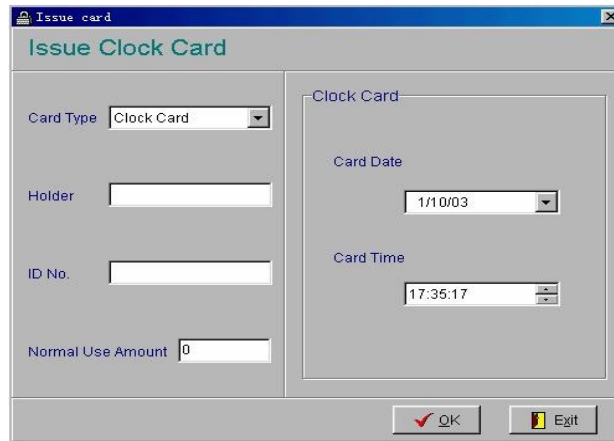 Issue card
Issue Clock Card
Card Type Clock Card
Holder
ID No.
Normal Use Amount 0
Clock Card
Card Date
1/10/03
Card Time
17:35:17
OK
Exit